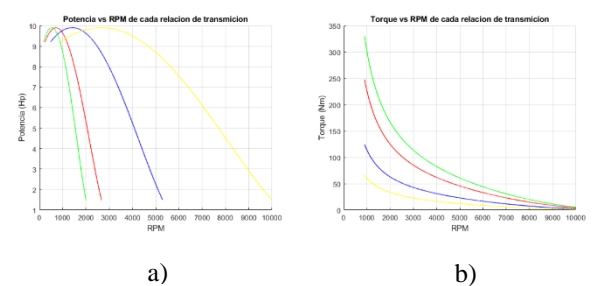 Potencia vs RPM de cada relacion de transmicion
Potencia (Hp)
10
9
8
7
6
5
4
3
2
1
0 1000 2000 3000 4000 5000 6000 7000 8000 9000 10000
RPM
a)
Torque vs RPM de cada relacion de transmicion
Torque (Nm)
350
300
250
200
150
100
50
0
0 1000 2000 3000 4000 5000 6000 7000 8000 9000 10000
RPM
b)